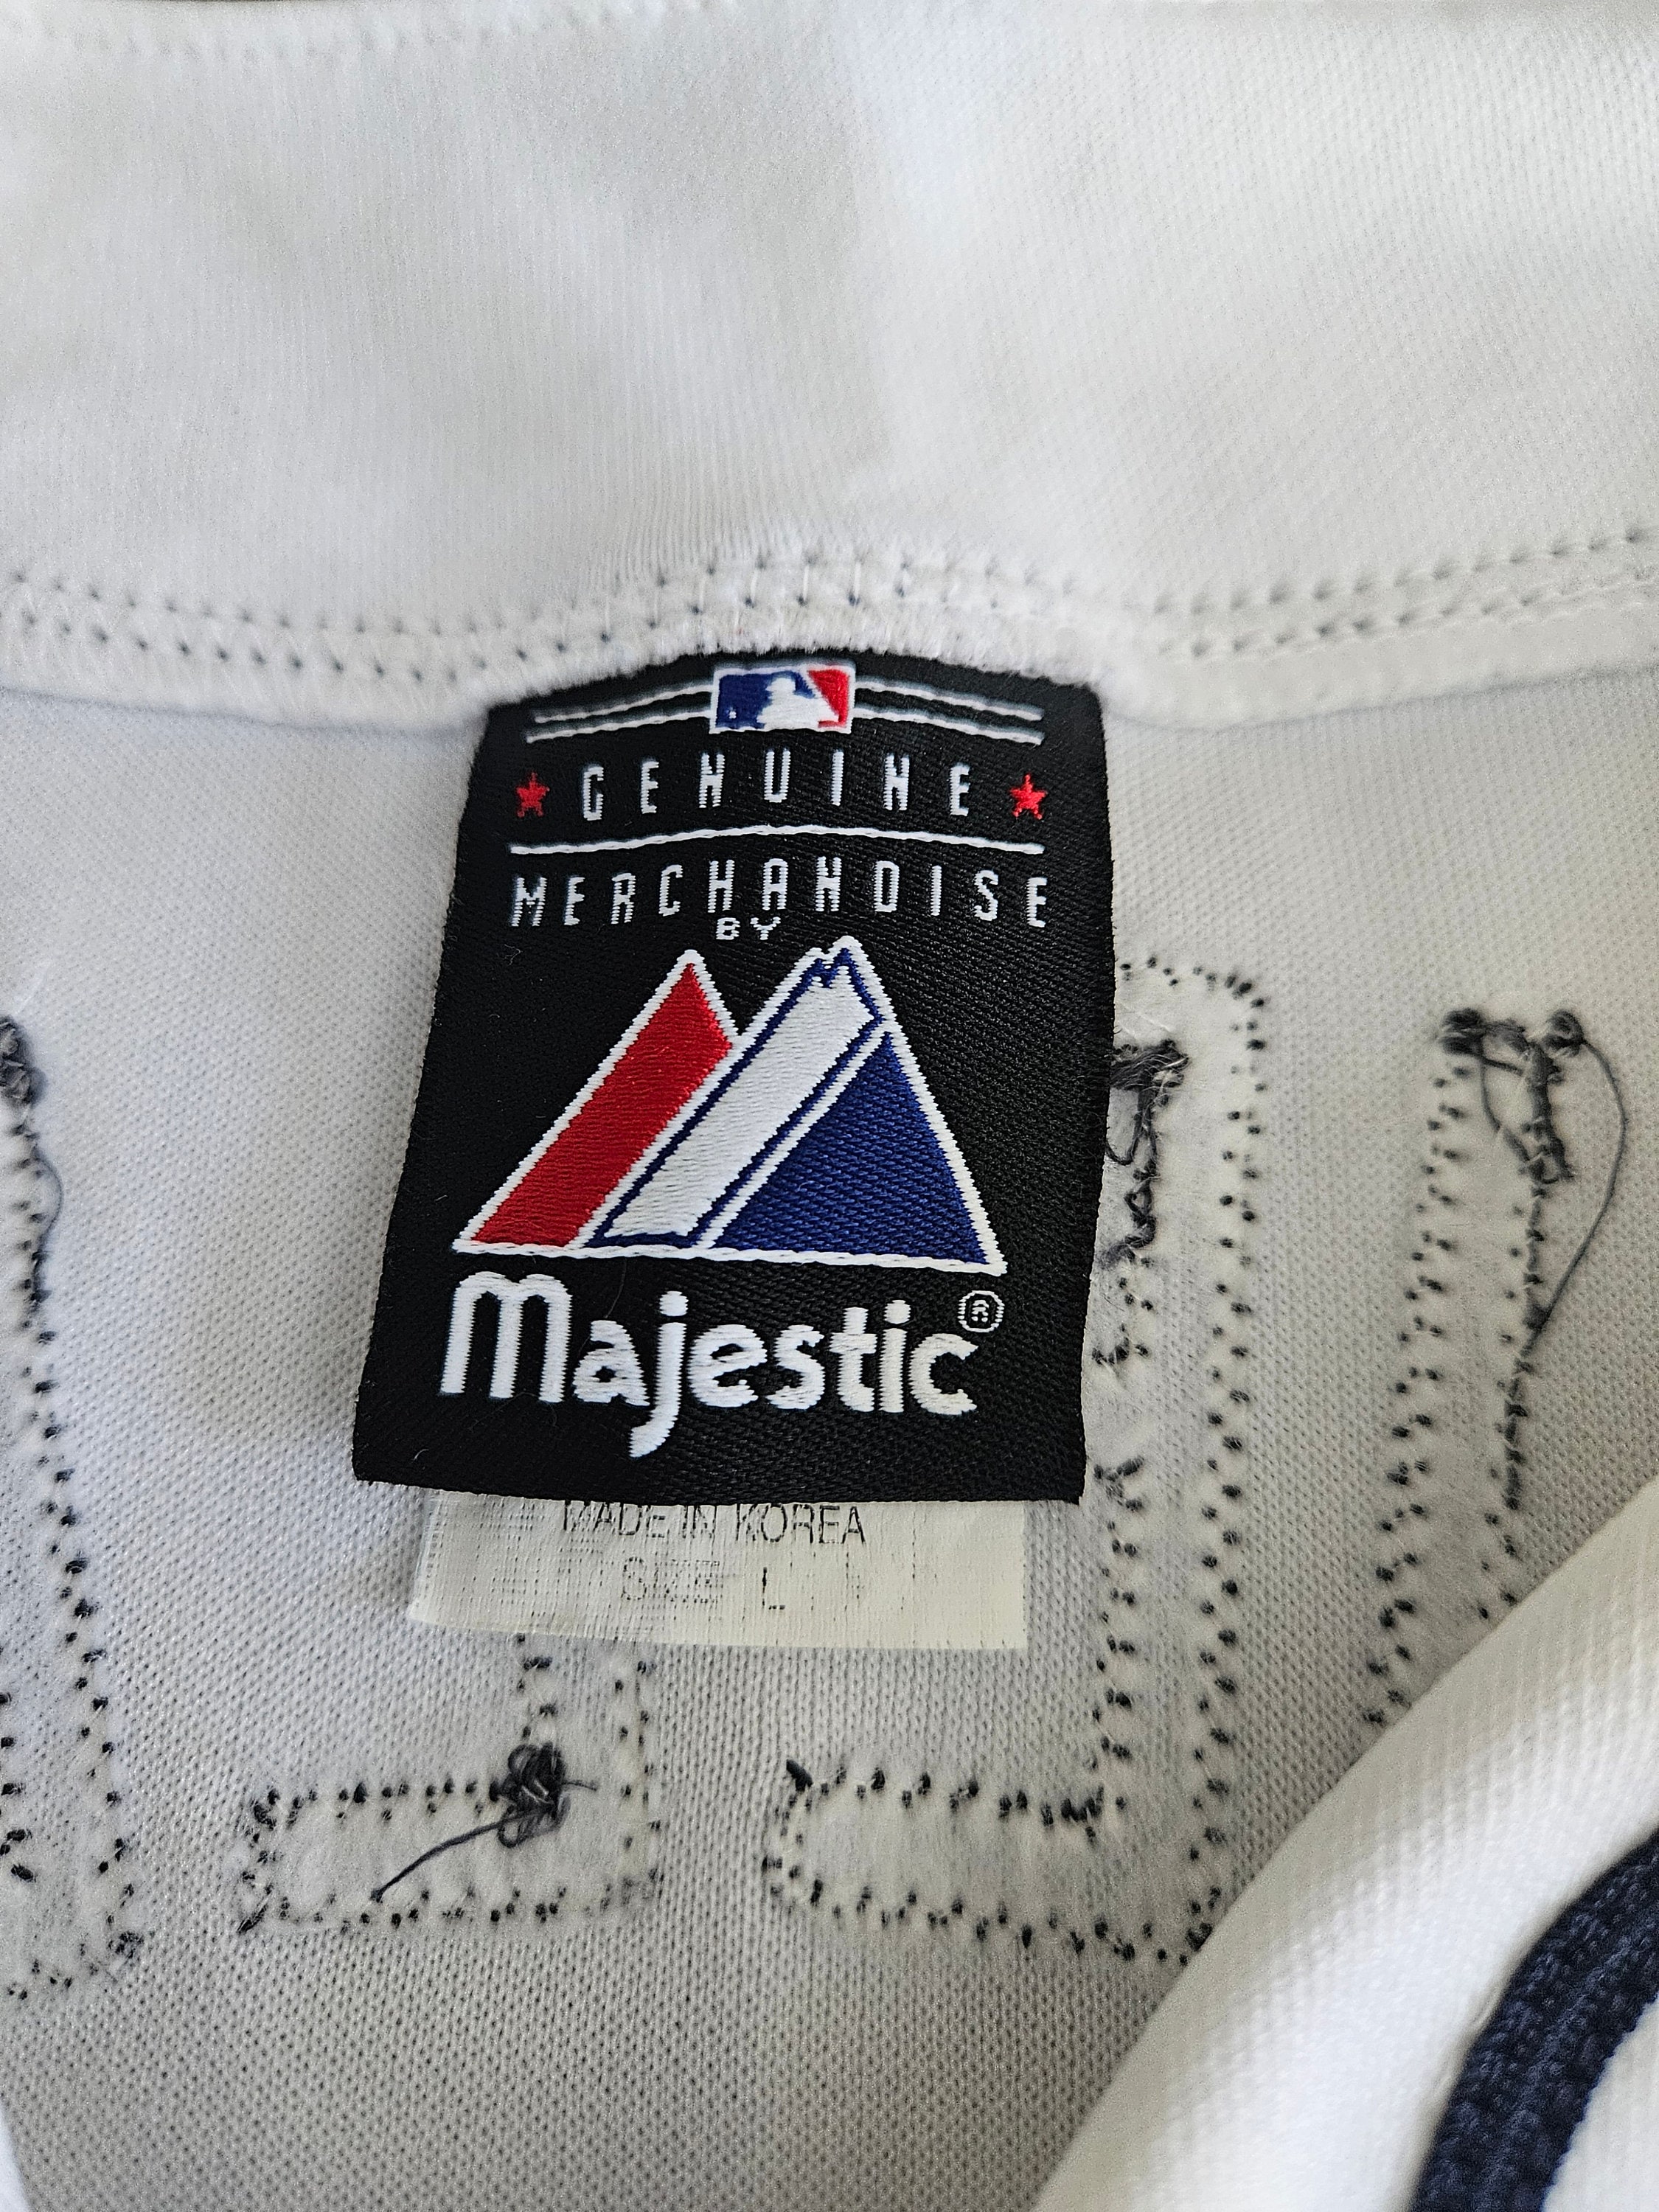 GENUINE
MERCHANDISE
BY
Majestic®
MADE IN KOREA
SIZE L